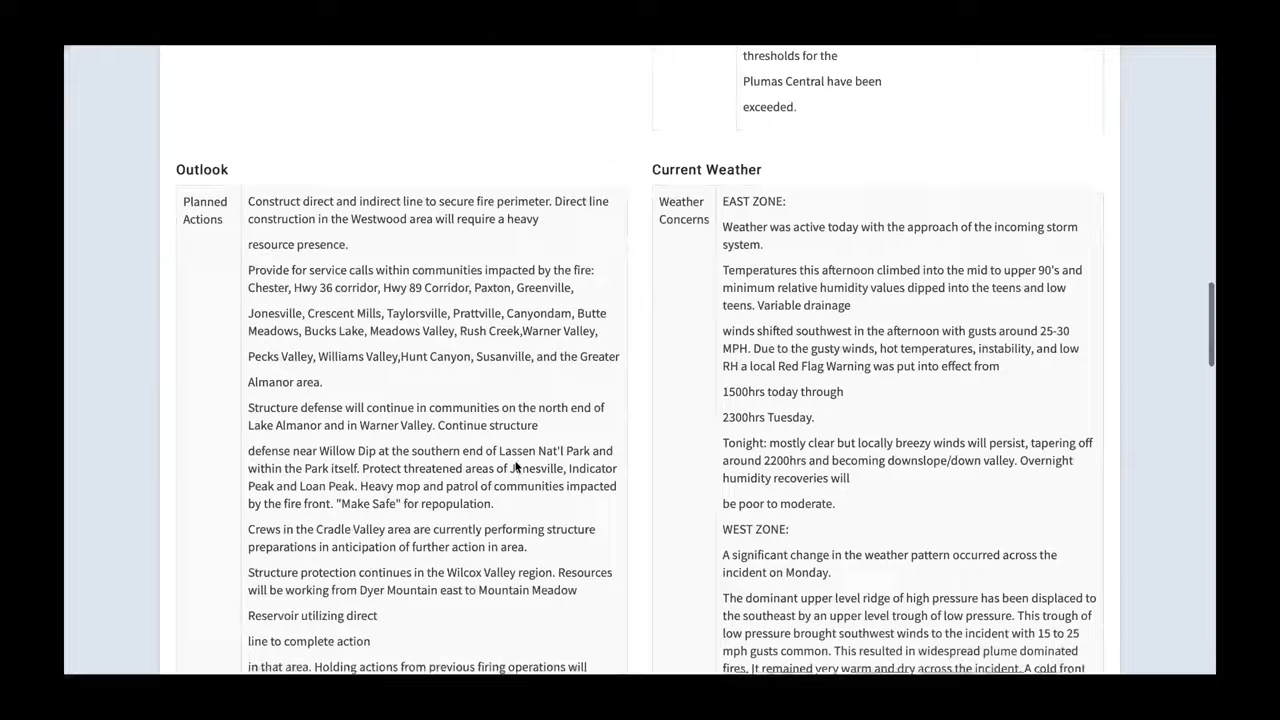 thresholds for the
Plumas Central have been
exceeded.
Outlook
Planned
Actions
Construct direct and indirect line to secure fire perimeter. Direct line
construction in the Westwood area will require a heavy
resource presence.
Provide for service calls within communities impacted by the fire:
Chester, Hwy 36 corridor, Hwy 89 Corridor, Paxton, Greenville,
Jonesville, Crescent Mills, Taylorsville, Prattville, Canyondam, Butte
Meadows, Bucks Lake, Meadows Valley, Rush Creek,Warner Valley,
Pecks Valley, Williams Valley,Hunt Canyon, Susanville, and the Greater
Almanor area.
Structure defense will continue in communities on the north end of
Lake Almanor and in Warner Valley. Continue structure
defense near Willow Dip at the southern end of Lassen Nat'l Park and
within the Park itself. Protect threatened areas of Jonesville, Indicator
Peak and Loan Peak. Heavy mop and patrol of communities impacted
by the fire front. "Make Safe" for repopulation.
Crews in the Cradle Valley area are currently performing structure
preparations in anticipation of further action in area.
Structure protection continues in the Wilcox Valley region. Resources
will be working from Dyer Mountain east to Mountain Meadow
Reservoir utilizing direct
line to complete action
in that area. Holding actions from previous firing operations will
Current Weather
Weather
Concerns
EAST ZONE:
Weather was active today with the approach of the incoming storm
system.
Temperatures this afternoon climbed into the mid to upper 90's and
minimum relative humidity values dipped into the teens and low
teens. Variable drainage
winds shifted southwest in the afternoon with gusts around 25-30
MPH. Due to the gusty winds, hot temperatures, instability, and low
RH a local Red Flag Warning was put into effect from
1500hrs today through
2300hrs Tuesday.
Tonight: mostly clear but locally breezy winds will persist, tapering off
around 2200hrs and becoming downslope/down valley. Overnight
humidity recoveries will
be poor to moderate.
WEST ZONE:
A significant change in the weather pattern occurred across the
incident on Monday.
The dominant upper level ridge of high pressure has been displaced to
the southeast by an upper level trough of low pressure. This trough of
low pressure brought southwest winds to the incident with 15 to 25
mph gusts common. This resulted in widespread plume dominated
fires. It remained very warm and dry across the incident. A cold front